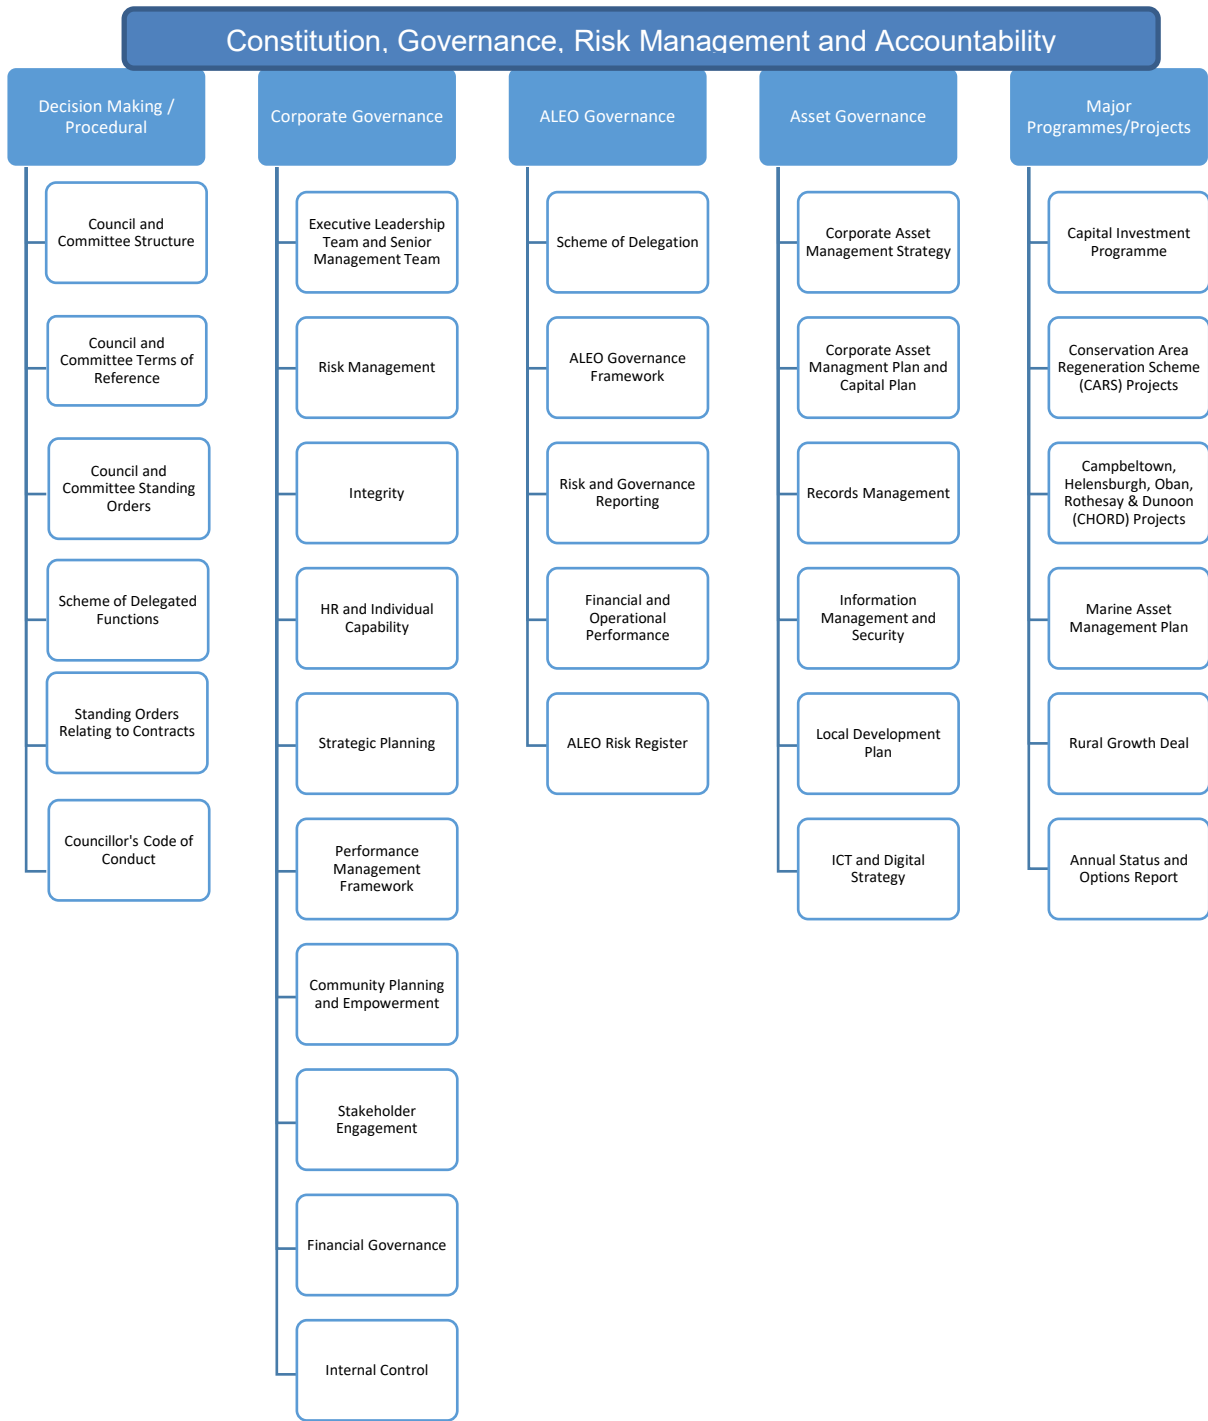 Constitution, Governance, Risk Management and Accountability
Decision Making /
Procedural
Council and
Committee Structure
Council and
Committee Terms of
Reference
Council and
Committee Standing
Orders
Scheme of Delegated
Functions
Standing Orders
Relating to Contracts
Councillor's Code of
Conduct
Corporate Governance
Executive Leadership
Team and Senior
Management Team
Risk Management
Integrity
HR and Individual
Capability
Strategic Planning
Performance
Management
Framework
Community Planning
and Empowerment
Stakeholder
Engagement
Financial Governance
Internal Control
ALEO Governance
Scheme of Delegation
ALEO Governance
Framework
Risk and Governance
Reporting
Financial and
Operational
Performance
ALEO Risk Register
Asset Governance
Corporate Asset
Management Strategy
Corporate Asset
Managment Plan and
Capital Plan
Records Management
Information
Management and
Security
Local Development
Plan
ICT and Digital
Strategy
Major
Programmes/Projects
Capital Investment
Programme
Conservation Area
Regeneration Scheme
(CARS) Projects
Campbeltown,
Helensburgh, Oban,
Rothesay & Dunoon
(CHORD) Projects
Marine Asset
Management Plan
Rural Growth Deal
Annual Status and
Options Report